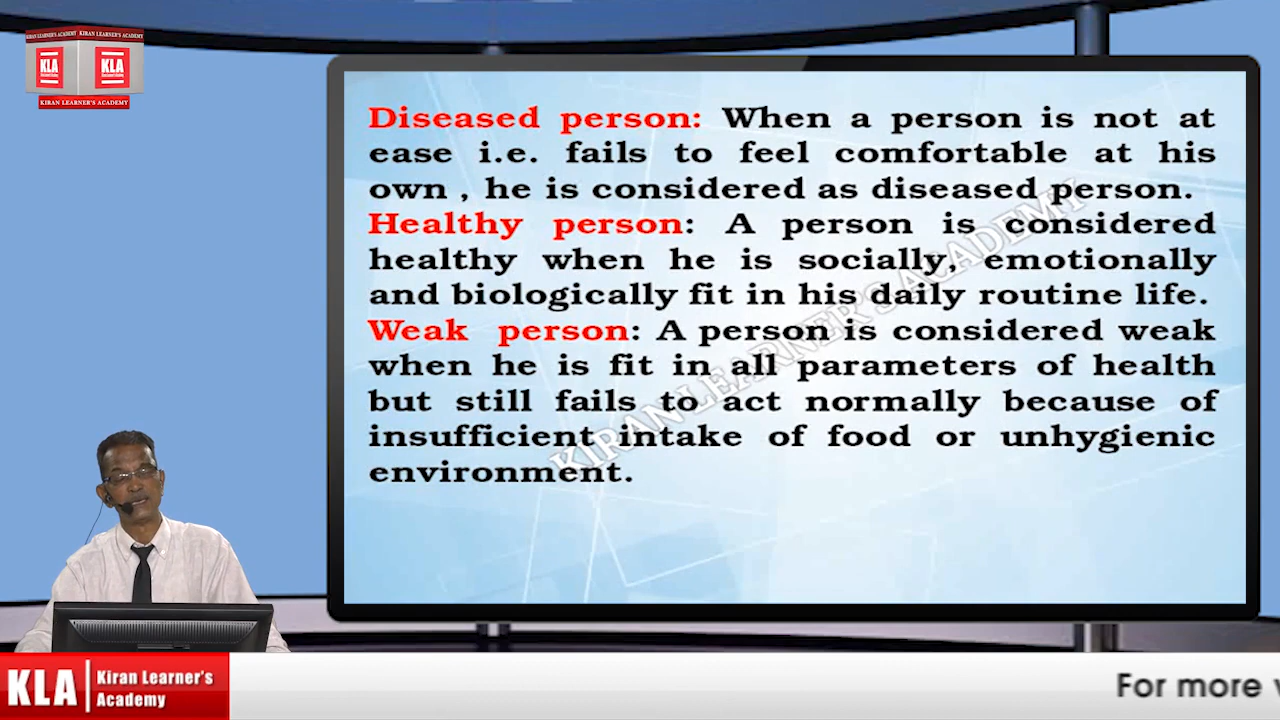 KIRAN LEARNER'S ACADEMY KIRAN LEARNER'S ACADEMY
KLA KLA
KIRAN LEARNER'S ACADEMY
Diseased person: When a person is not at
ease i.e. fails to feel comfortable at his
own , he is considered as diseased person.
Healthy person: A person is considered
healthy when he is socially, emotionally
and biologically fit in his daily routine life.
Weak person: A person is considered weak
when he is fit in all parameters of health
but still fails to act normally because of
insufficient intake of food or unhygienic
environment.
KIRAN LEARNER'S ACADEMY
KLA Kiran Learner's
Academy
For more